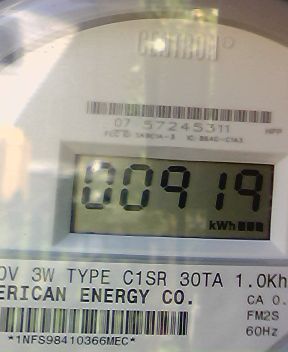 CENTRON®
07 57245311
00919
kWh
0V 3W TYPE C1SR 30TA 1.0Kh
ERICAN ENERGY CO. CA 0.
FM2S
*1NFS98410366MEC* 60Hz